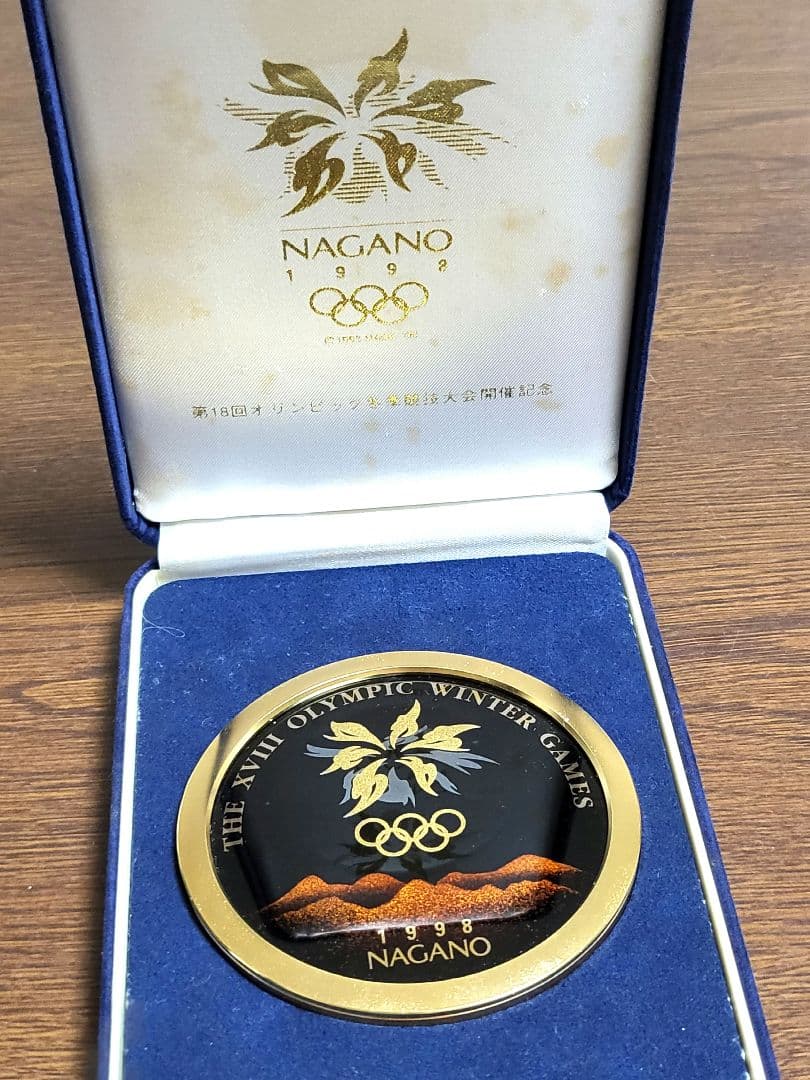 NAGANO
1 9 9 8
第18回オリンピック冬季競技大会開催記念
THE XVIII OLYMPIC WINTER GAMES
1998
NAGANO